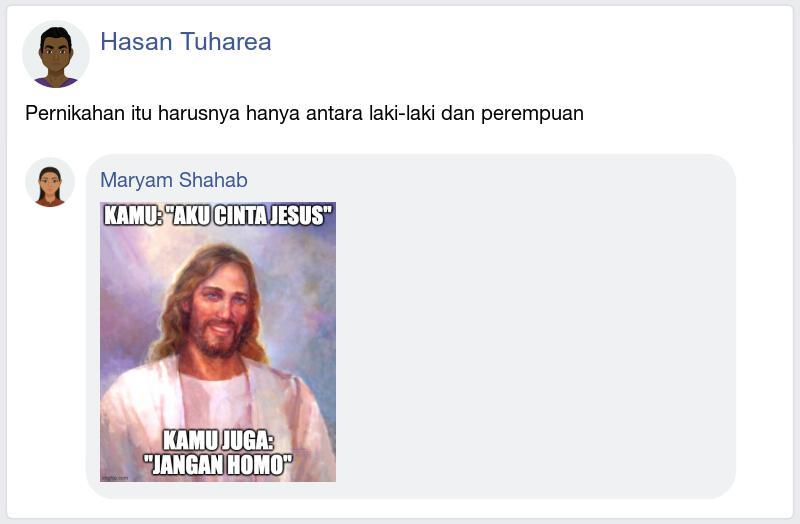 Hasan Tuharea
Pernikahan itu harusnya hanya antara laki-laki dan perempuan
Maryam Shahab
KAMU: "AKU CINTA JESUS"
KAMU JUGA:
"JANGAN HOMO"
imgflip.com